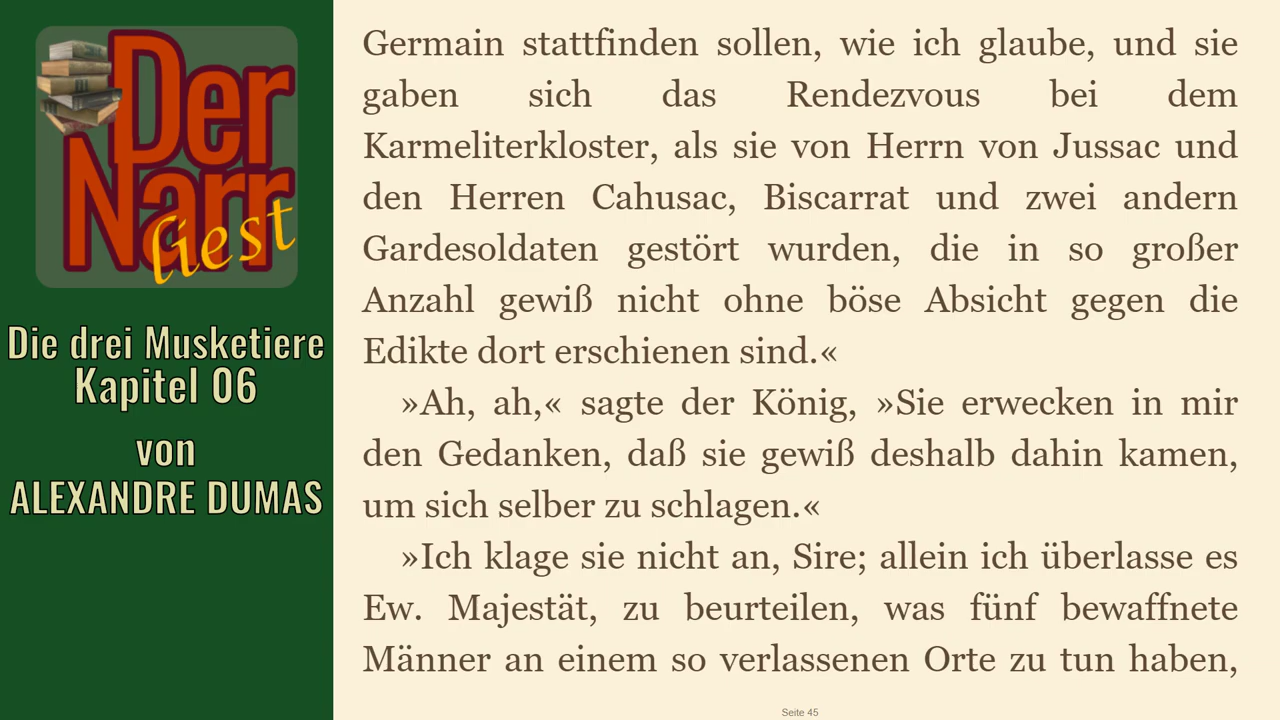 Der
Narr
liest
Die drei Musketiere
Kapitel 06
von
ALEXANDRE DUMAS
Germain stattfinden sollen, wie ich glaube, und sie
gaben sich das Rendezvous bei dem
Karmeliterkloster, als sie von Herrn von Jussac und
den Herren Cahusac, Biscarrat und zwei andern
Gardesoldaten gestört wurden, die in so großer
Anzahl gewiß nicht ohne böse Absicht gegen die
Edikte dort erschienen sind.«
»Ah, ah,« sagte der König, »Sie erwecken in mir
den Gedanken, daß sie gewiß deshalb dahin kamen,
um sich selber zu schlagen.«
»Ich klage sie nicht an, Sire; allein ich überlasse es
Ew. Majestät, zu beurteilen, was fünf bewaffnete
Männer an einem so verlassenen Orte zu tun haben,
Seite 45